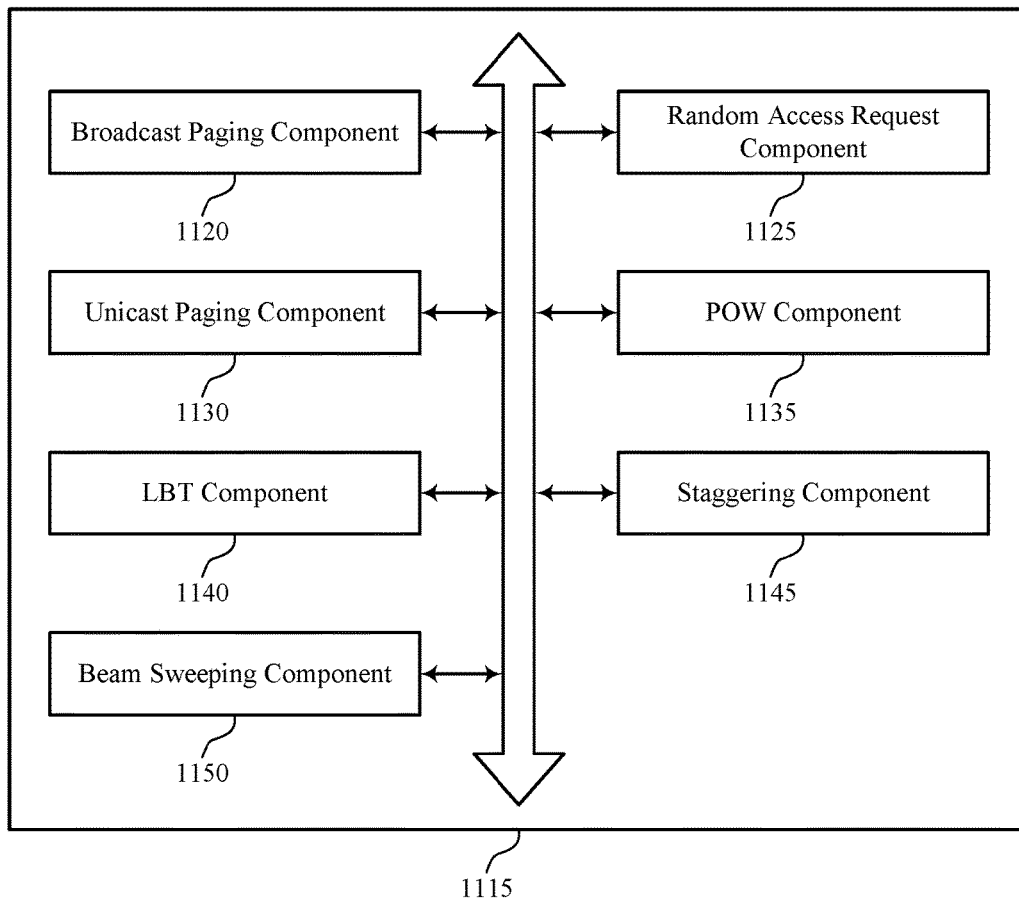 Broadcast Paging Component
1120
Random Access Request
Component
1125
Unicast Paging Component
1130
POW Component
1135
LBT Component
1140
Staggering Component
1145
Beam Sweeping Component
1150
1115